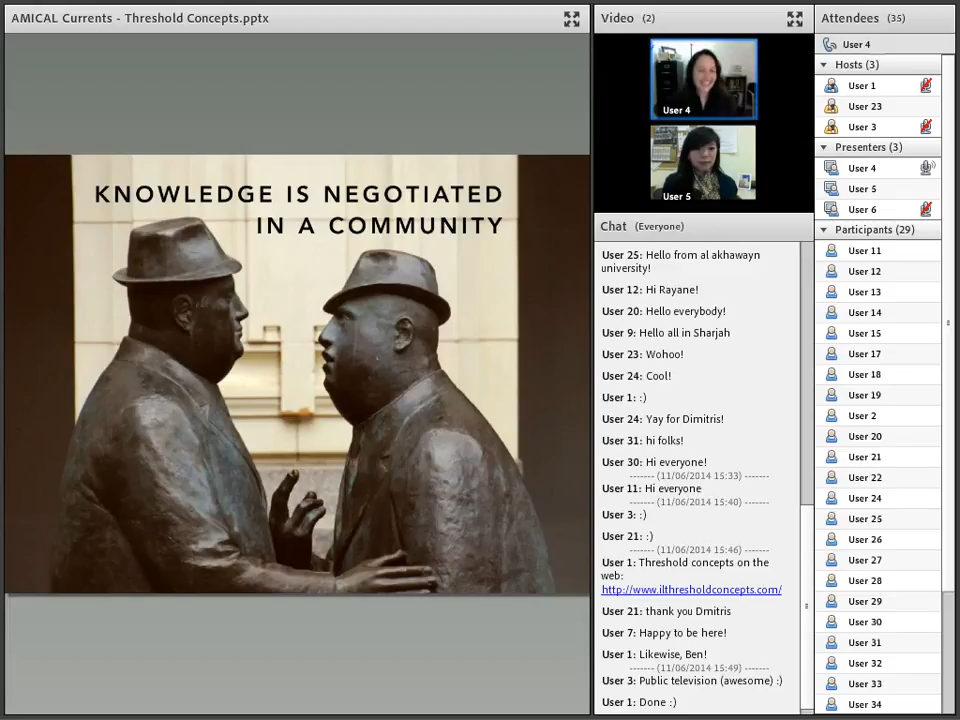 AMICAL Currents - Threshold Concepts.pptx
KNOWLEDGE IS NEGOTIATED
IN A COMMUNITY
Video (2)
User 4
User 5
Chat (Everyone)
User 25: Hello from al akhawayn
university!
User 12: Hi Rayane!
User 20: Hello everybody!
User 9: Hello all in Sharjah
User 23: Wohoo!
User 24: Cool!
User 1: :)
User 24: Yay for Dimitris!
User 31: hi folks!
User 30: Hi everyone!
------- (11/06/2014 15:33) -------
User 11: Hi everyone
------- (11/06/2014 15:40) -------
User 3: :)
User 21: :)
------- (11/06/2014 15:46) -------
User 1: Threshold concepts on the
web:
http://www.ilthresholdconcepts.com/
User 21: thank you Dmitris
User 7: Happy to be here!
User 1: Likewise, Ben!
------- (11/06/2014 15:49) -------
User 3: Public television (awesome) :)
User 1: Done :)
Attendees (35)
User 4
Hosts (3)
User 1
User 23
User 3
Presenters (3)
User 4
User 5
User 6
Participants (29)
User 11
User 12
User 13
User 14
User 15
User 17
User 18
User 19
User 2
User 20
User 21
User 22
User 24
User 25
User 26
User 27
User 28
User 29
User 30
User 31
User 32
User 33
User 34